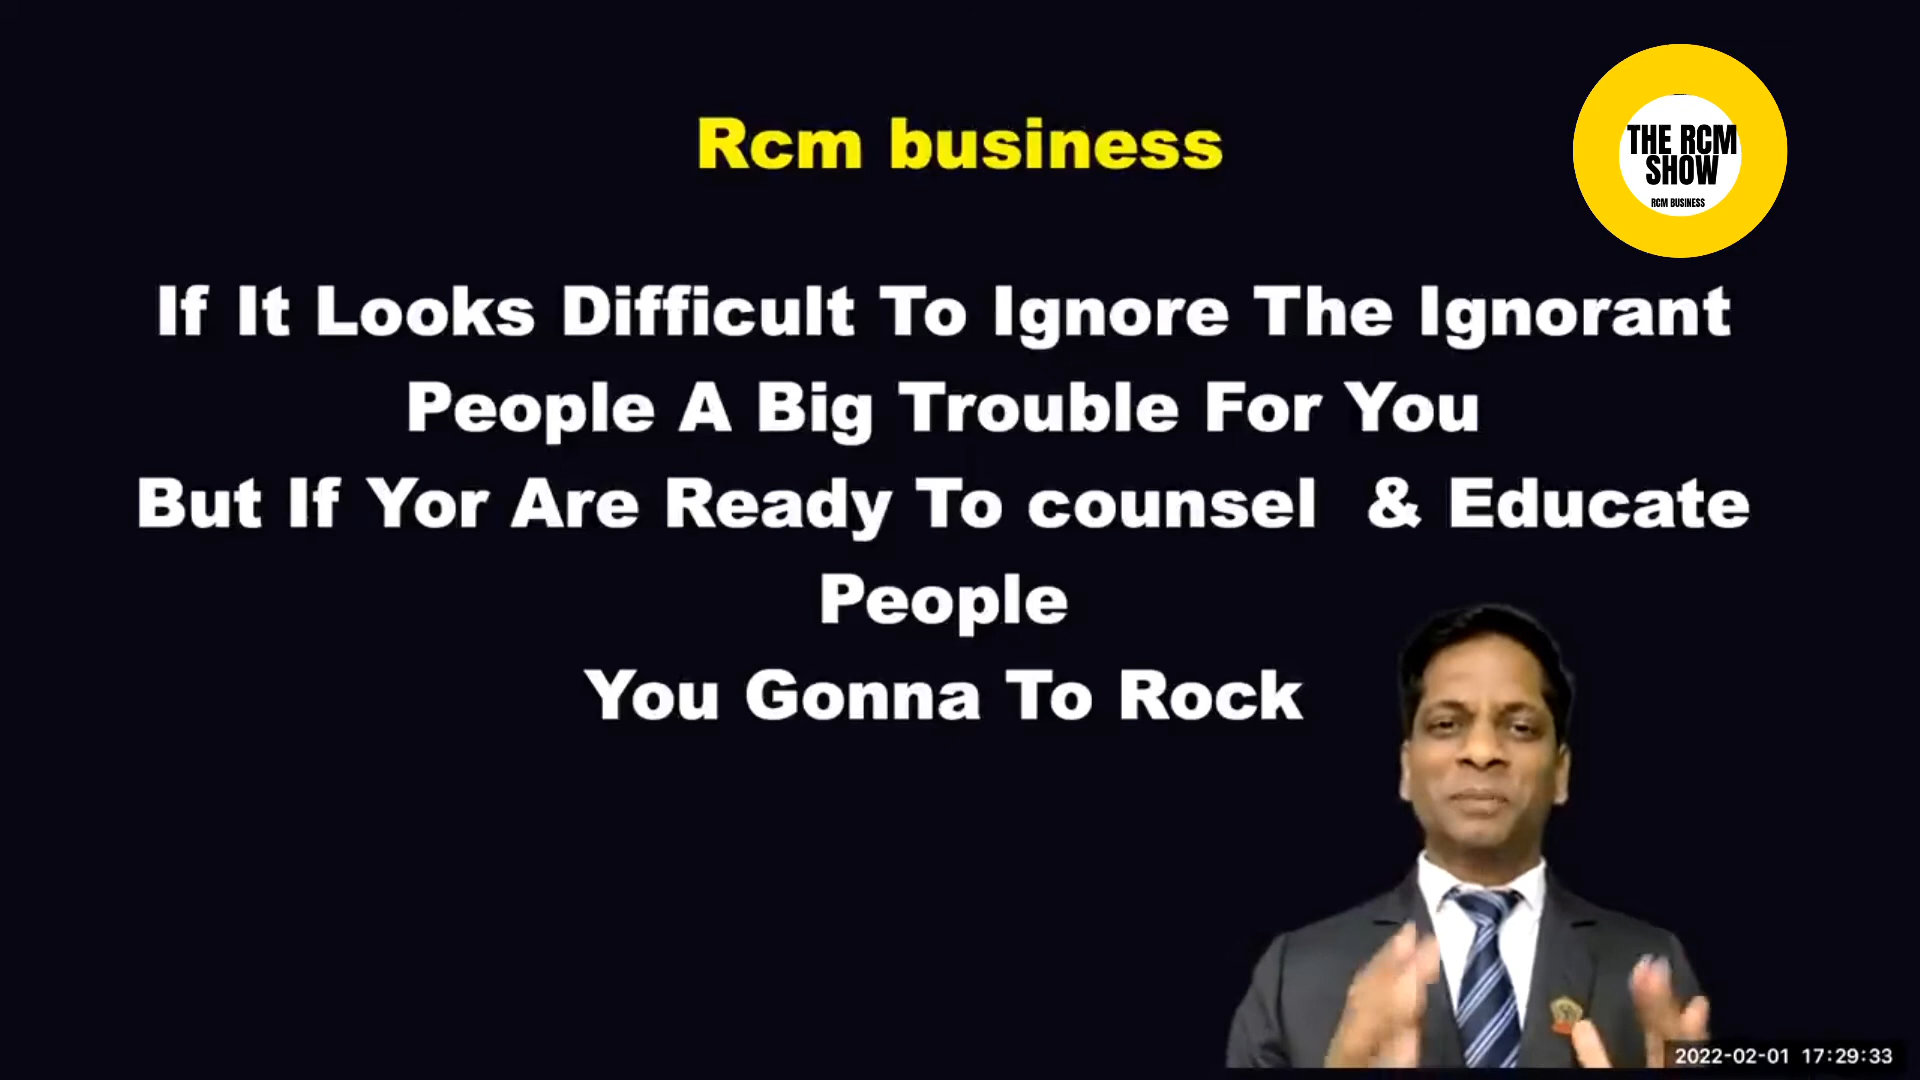 Rcm business
THE RCM
SHOW
RCM BUSINESS
If It Looks Difficult To Ignore The Ignorant
People A Big Trouble For You
But If Yor Are Ready To counsel & Educate
People
You Gonna To Rock
2022-02-01 17:29:33